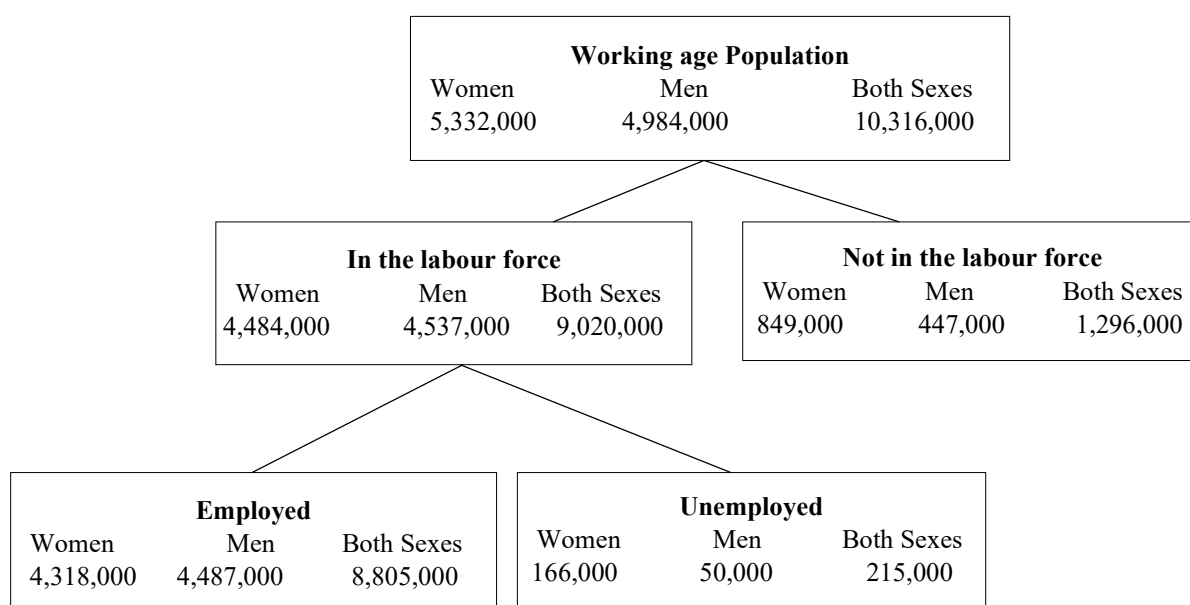 Working age Population
Women Men Both Sexes
5,332,000 4,984,000 10,316,000
In the labour force
Women Men Both Sexes
4,484,000 4,537,000 9,020,000
Not in the labour force
Women Men Both Sexes
849,000 447,000 1,296,000
Employed
Women Men Both Sexes
4,318,000 4,487,000 8,805,000
Unemployed
Women Men Both Sexes
166,000 50,000 215,000